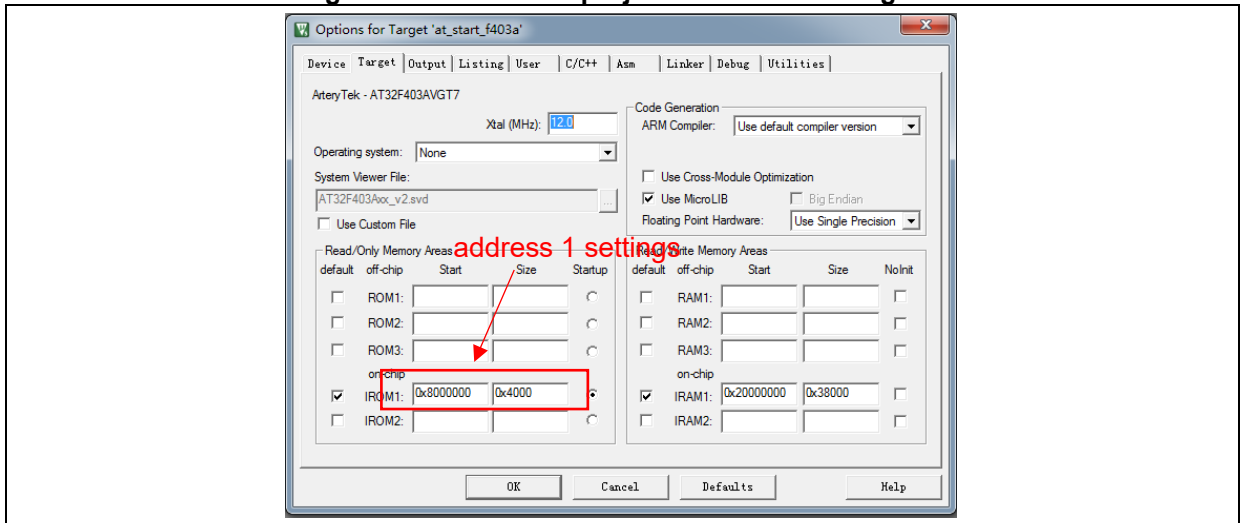 Options for Target 'at_start_f403a'
Device Target Output Listing User C/C++ Asm Linker Debug Utilities
ArteryTek - AT32F403AVGT7
Xtal (MHz): 12.0
Operating system: None
System Viewer File:
AT32F403Axx_v2.svd ...
Use Custom File
Code Generation
ARM Compiler: Use default compiler version
Use Cross-Module Optimization
Use MicroLIB Big Endian
Floating Point Hardware: Use Single Precision
address 1 settings
Read/Only Memory Areas
default off-chip Start Size Startup
ROM1:
ROM2:
ROM3:
on-chip
IROM1: 0x8000000 0x4000
IROM2:
Read/Write Memory Areas
default off-chip Start Size NoInit
RAM1:
RAM2:
RAM3:
on-chip
IRAM1: 0x20000000 0x38000
IRAM2:
OK Cancel Defaults Help